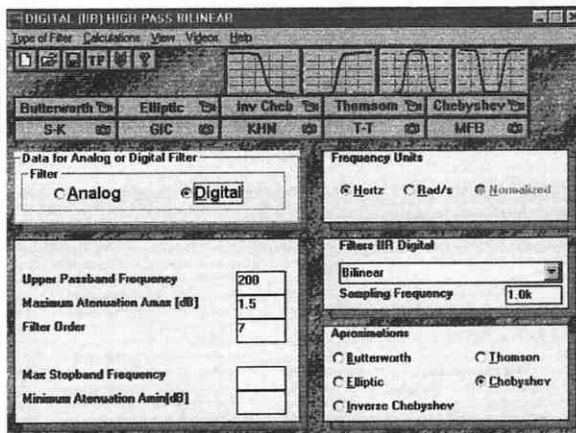 DIGITAL (IIR) HIGH PASS BILINEAR
Type of Filter Calculations View Videos Help
TP ?
Butterworth Elliptic Inv Cheb Thomsom Chebyshev
S-K GIC KHN T-T MFB
Data for Analog or Digital Filter
Filter
Analog Digital
Frequency Units
Hertz Rad/s Normalized
Upper Passband Frequency 200
Maximum Atenuation Amax [dB] 1.5
Filter Order 7
Max Stopband Frequency
Minimum Atenuation Amin[dB]
Filters IIR Digital
Bilinear
Sampling Frequency 1.0k
Aproximations
Butterworth Thomson
Elliptic Chebyshev
Inverse Chebyshev